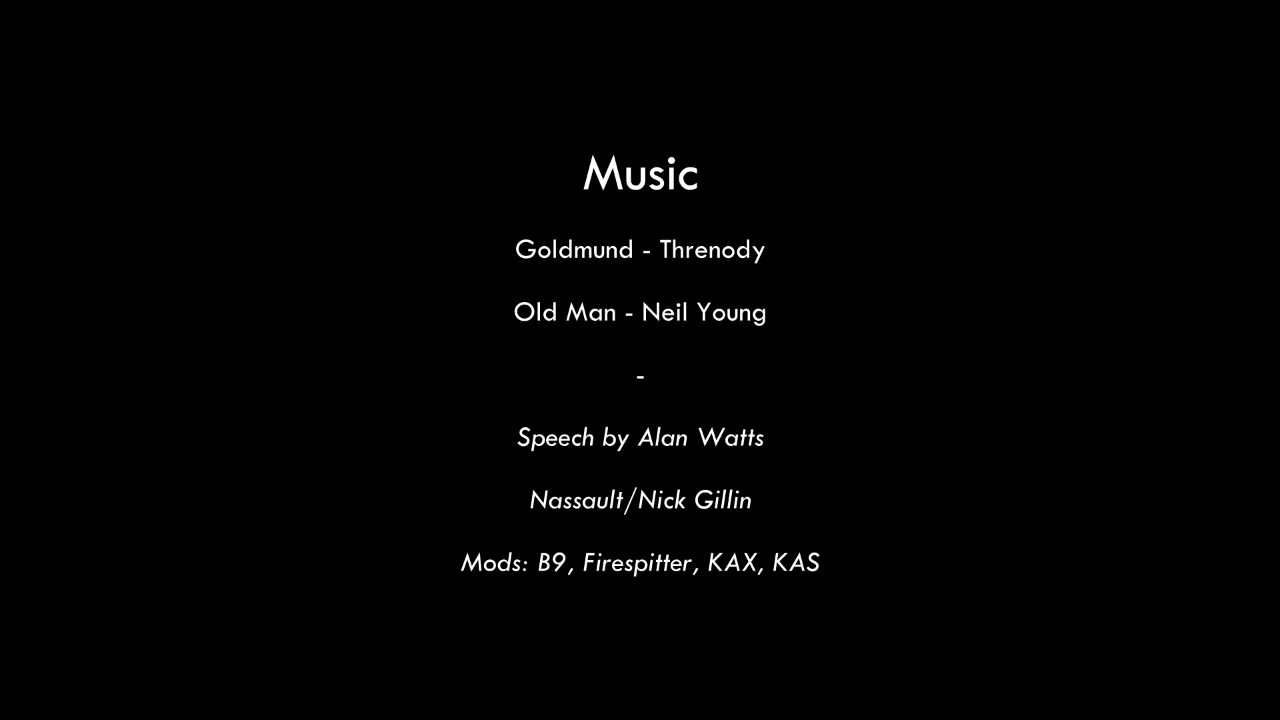 Music
Goldmund - Threnody
Old Man - Neil Young
-
Speech by Alan Watts
Nassault/Nick Gillin
Mods: B9, Firespitter, KAX, KAS